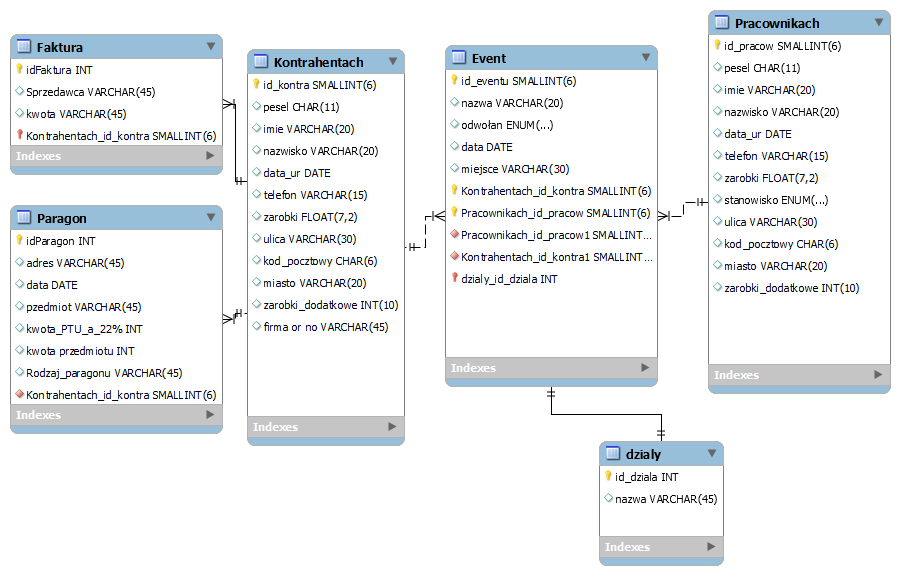 Faktura
idFaktura INT
Sprzedawca VARCHAR(45)
kwota VARCHAR(45)
Kontrahentach_id_kontra SMALLINT(6)
Indexes
Paragon
idParagon INT
adres VARCHAR(45)
data DATE
pzedmiot VARCHAR(45)
kwota_PTU_a_22% INT
kwota przedmiotu INT
Rodzaj_paragonu VARCHAR(45)
Kontrahentach_id_kontra SMALLINT(6)
Indexes
Kontrahentach
id_kontra SMALLINT(6)
pesel CHAR(11)
imie VARCHAR(20)
nazwisko VARCHAR(20)
data_ur DATE
telefon VARCHAR(15)
zarobki FLOAT(7,2)
ulica VARCHAR(30)
kod_pocztowy CHAR(6)
miasto VARCHAR(20)
zarobki_dodatkowe INT(10)
firma or no VARCHAR(45)
Indexes
Event
id_eventu SMALLINT(6)
nazwa VARCHAR(20)
odwołan ENUM(...)
data DATE
miejsce VARCHAR(30)
Kontrahentach_id_kontra SMALLINT(6)
Pracownikach_id_pracow SMALLINT(6)
Pracownikach_id_pracow1 SMALLINT...
Kontrahentach_id_kontra1 SMALLINT...
dzialy_id_dziala INT
Indexes
Pracownikach
id_pracow SMALLINT(6)
pesel CHAR(11)
imie VARCHAR(20)
nazwisko VARCHAR(20)
data_ur DATE
telefon VARCHAR(15)
zarobki FLOAT(7,2)
stanowisko ENUM(...)
ulica VARCHAR(30)
kod_pocztowy CHAR(6)
miasto VARCHAR(20)
zarobki_dodatkowe INT(10)
Indexes
dzialy
id_dziala INT
nazwa VARCHAR(45)
Indexes